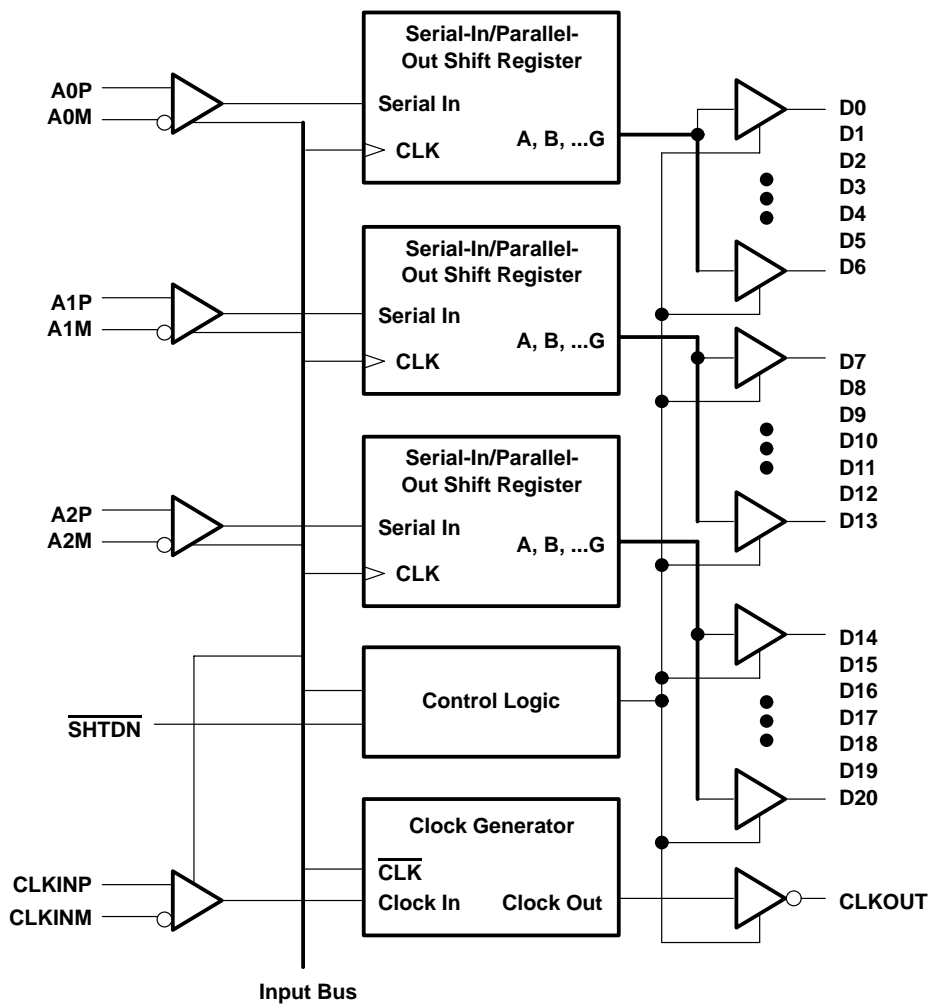 Serial-In/Parallel-
Out Shift Register
A0P
A0M
Serial In
CLK
A, B, ...G
D0
D1
D2
D3
D4
D5
D6
Serial-In/Parallel-
Out Shift Register
A1P
A1M
Serial In
CLK
A, B, ...G
D7
D8
D9
D10
D11
D12
D13
Serial-In/Parallel-
Out Shift Register
A2P
A2M
Serial In
CLK
A, B, ...G
D14
D15
D16
D17
D18
D19
D20
Control Logic
SHTDN
Clock Generator
CLK
CLKINP
CLKINM
Clock In
Clock Out
CLKOUT
Input Bus